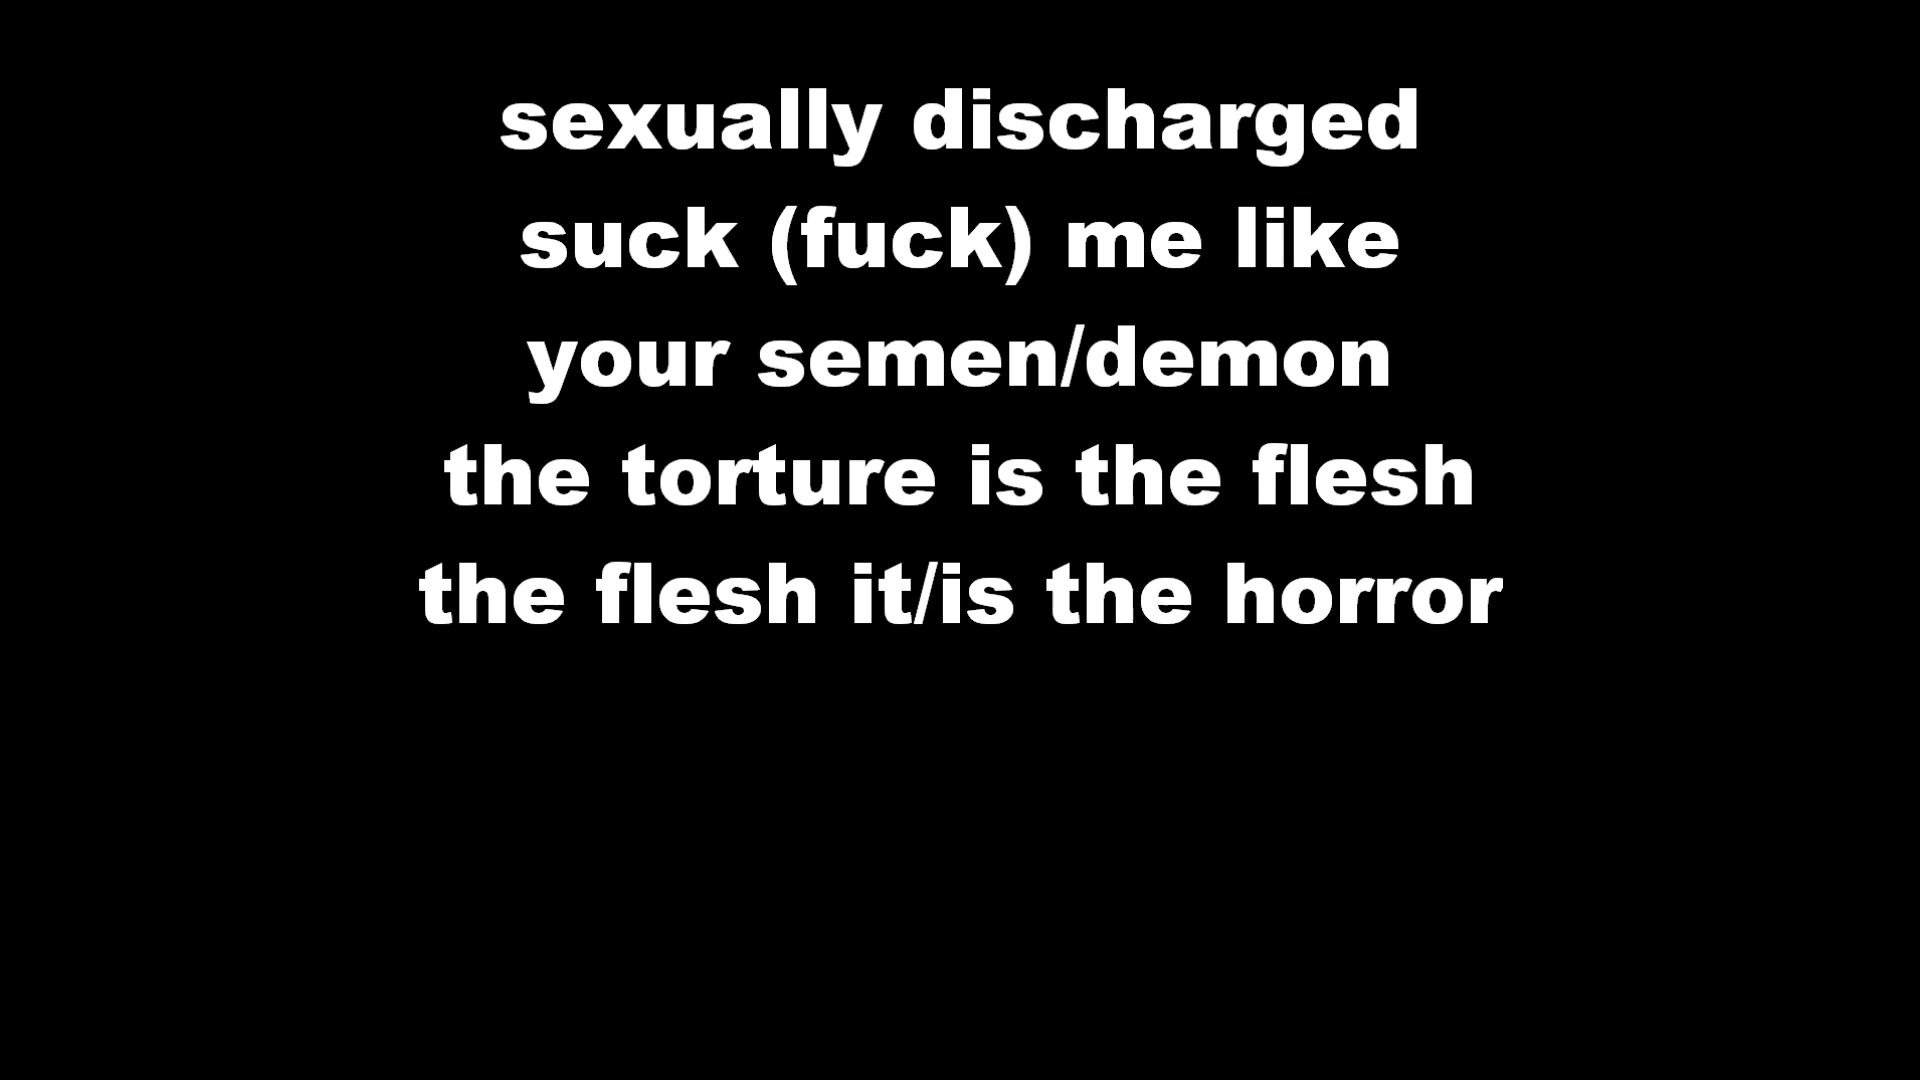 sexually discharged
suck (fuck) me like
your semen/demon
the torture is the flesh
the flesh it/is the horror